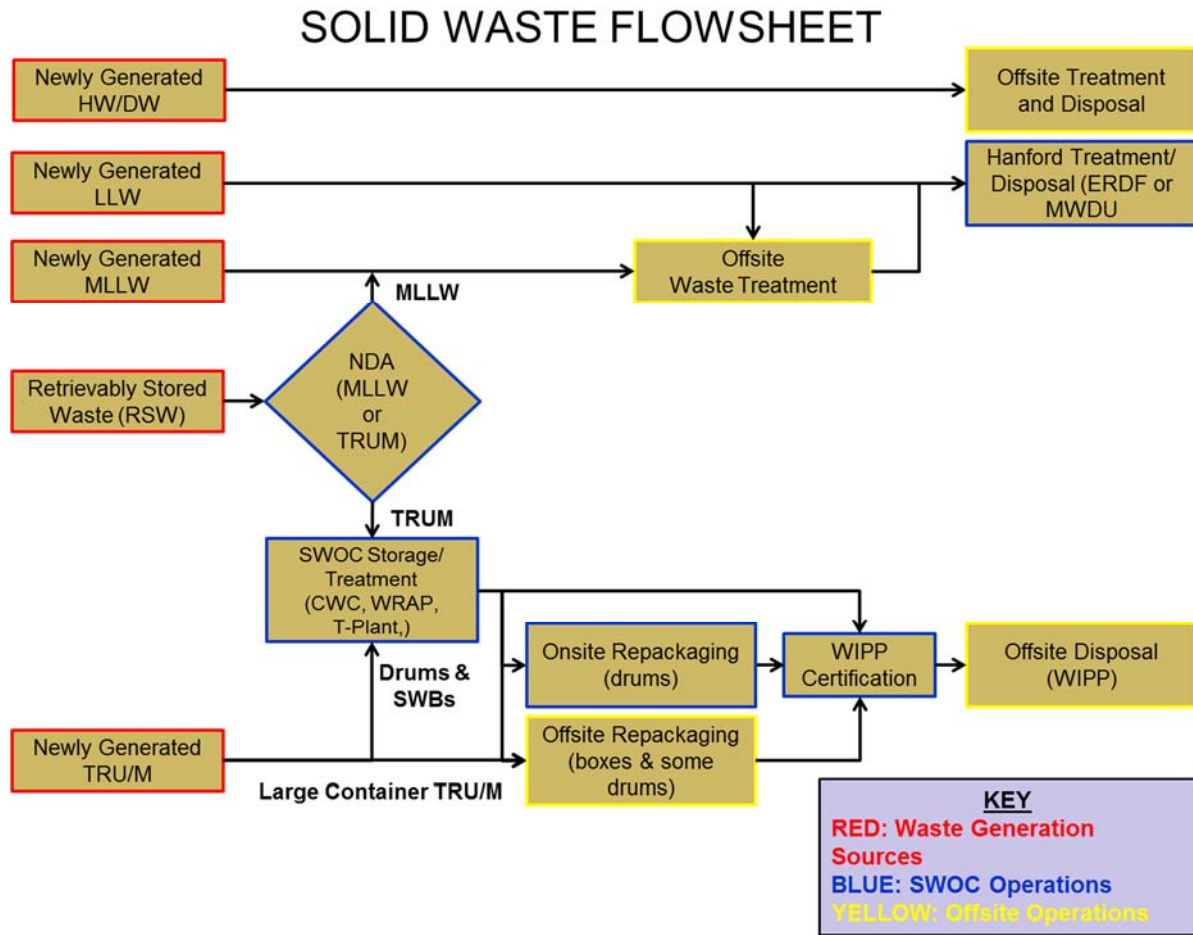 SOLID WASTE FLOWSHEET
Newly Generated
HW/DW
Offsite Treatment
and Disposal
Newly Generated
LLW
Hanford Treatment/
Disposal (ERDF or
MWDU
Newly Generated
MLLW
Offsite
Waste Treatment
MLLW
NDA
(MLLW
or
TRUM)
Retrievably Stored
Waste (RSW)
TRUM
SWOC Storage/
Treatment
(CWC, WRAP,
T-Plant,)
Drums &
SWBs
Onsite Repackaging
(drums)
WIPP
Certification
Offsite Disposal
(WIPP)
Newly Generated
TRU/M
Large Container TRU/M
Offsite Repackaging
(boxes & some
drums)
KEY
RED: Waste Generation
Sources
BLUE: SWOC Operations
YELLOW: Offsite Operations